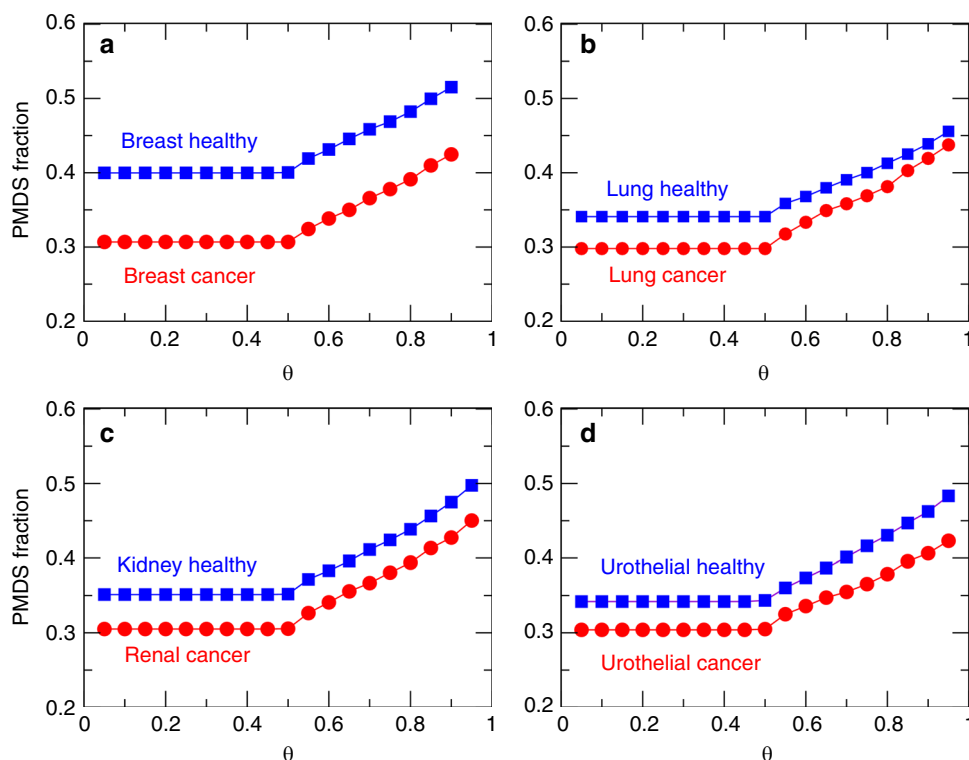 a
0.6
0.5
0.4
0.3
0.2
PMDS fraction
Breast healthy
Breast cancer
0 0.2 0.4 0.6 0.8 1
θ
b
0.6
0.5
0.4
0.3
0.2
Lung healthy
Lung cancer
0 0.2 0.4 0.6 0.8 1
θ
c
0.6
0.5
0.4
0.3
0.2
PMDS fraction
Kidney healthy
Renal cancer
0 0.2 0.4 0.6 0.8 1
θ
d
0.6
0.5
0.4
0.3
0.2
Urothelial healthy
Urothelial cancer
0 0.2 0.4 0.6 0.8 1
θ